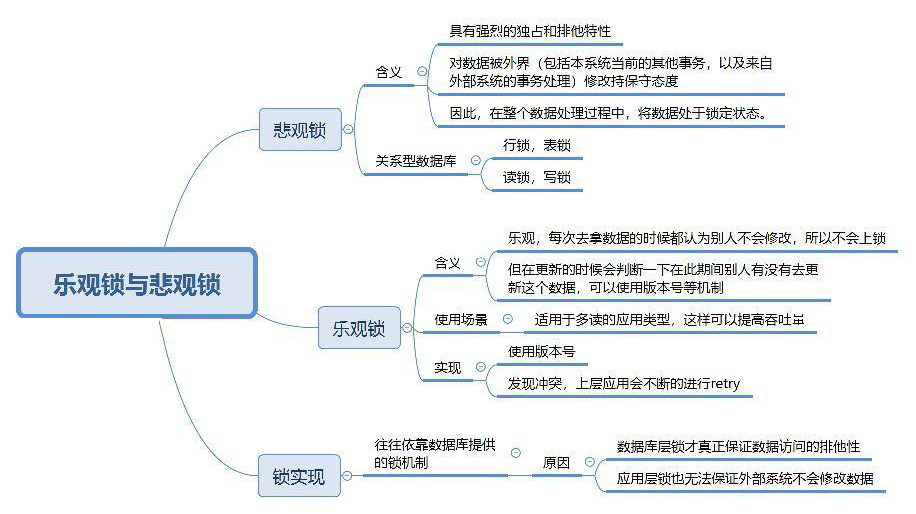 乐观锁与悲观锁
悲观锁
含义
具有强烈的独占和排他特性
对数据被外界（包括本系统当前的其他事务，以及来自
外部系统的事务处理）修改持保守态度
因此，在整个数据处理过程中，将数据处于锁定状态。
关系型数据库
行锁，表锁
读锁，写锁
乐观锁
含义
乐观，每次去拿数据的时候都认为别人不会修改，所以不会上锁
但在更新的时候会判断一下在此期间别人有没有去更
新这个数据，可以使用版本号等机制
使用场景
适用于多读的应用类型，这样可以提高吞吐量
实现
使用版本号
发现冲突，上层应用会不断的进行retry
锁实现
往往依靠数据库提供
的锁机制
原因
数据库层锁才真正保证数据访问的排他性
应用层锁也无法保证外部系统不会修改数据